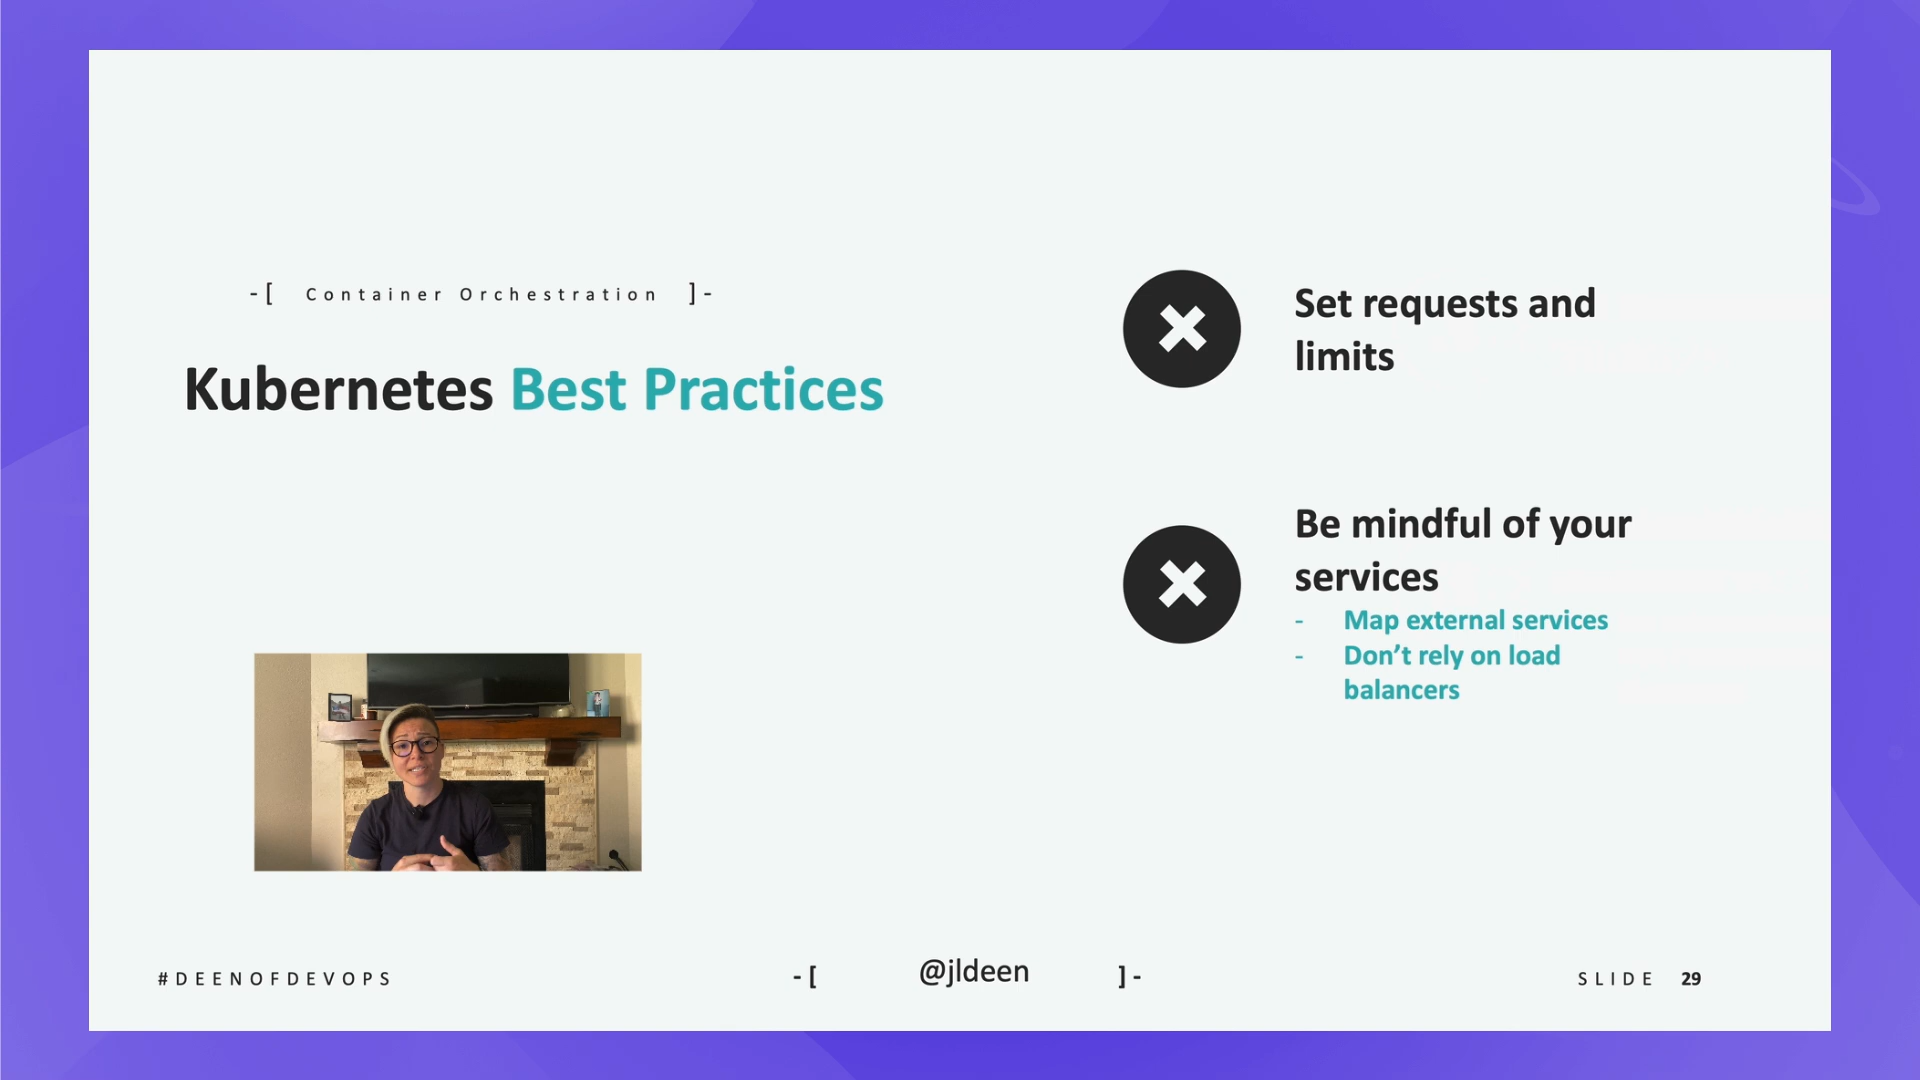 -[ Container Orchestration ]-
Kubernetes Best Practices
Set requests and
limits
Be mindful of your
services
- Map external services
- Don’t rely on load
balancers
#DEENOFDEVOPS
-[ @jldeen ]-
SLIDE 29